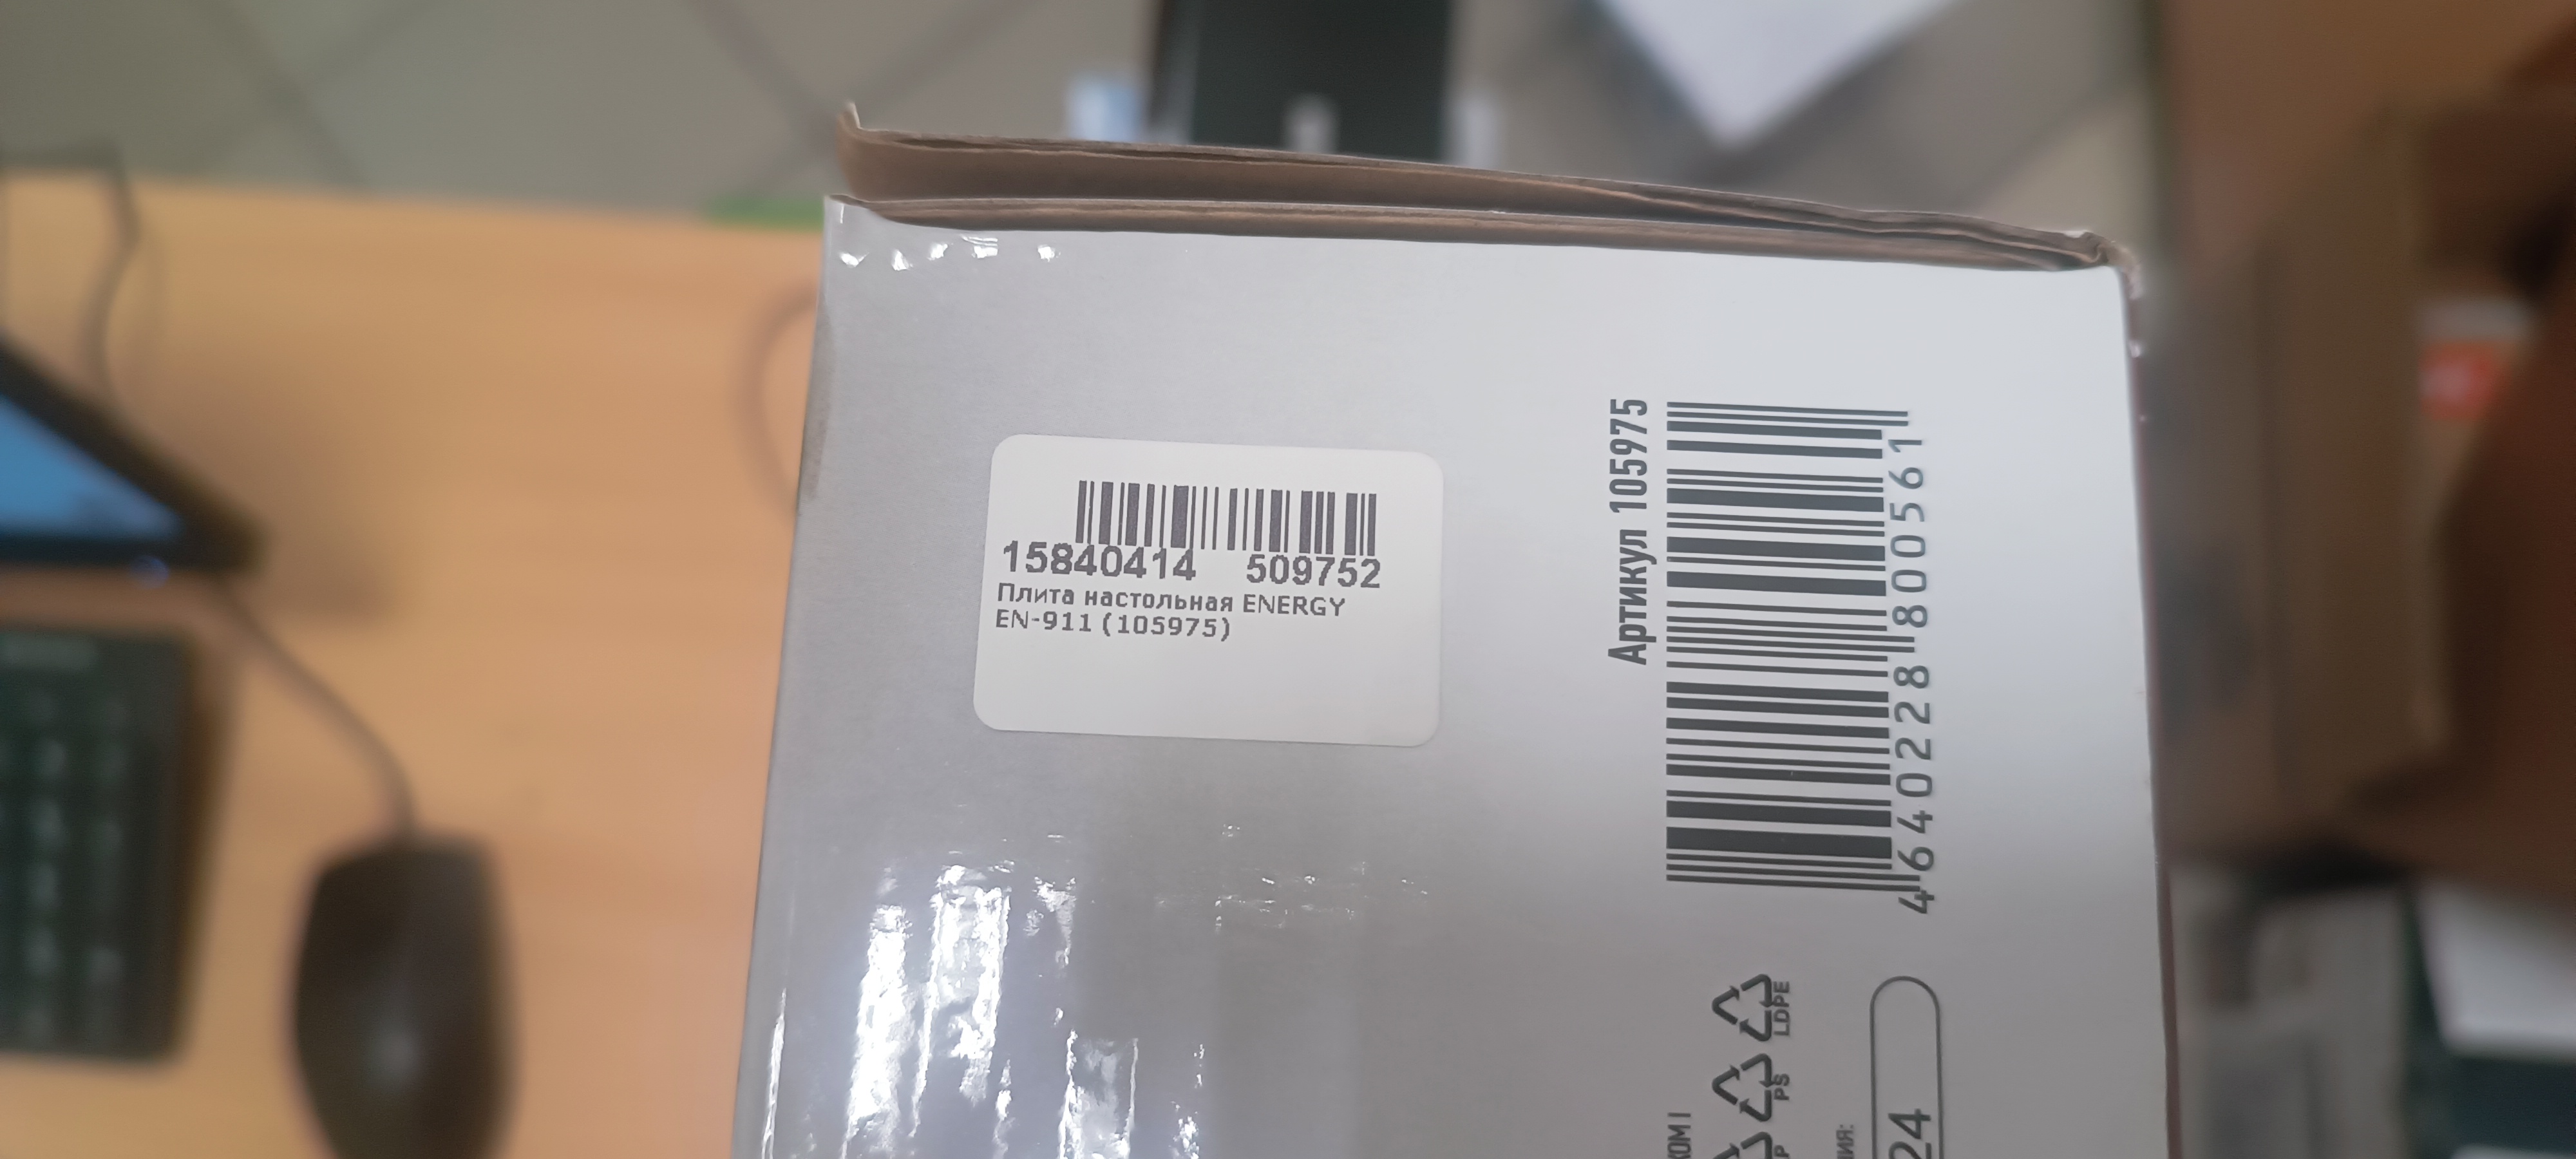 15840414 509752
Плита настольная ENERGY
EN-911 (105975)
Артикул 105975
4640228800561
LDPE
PS
24